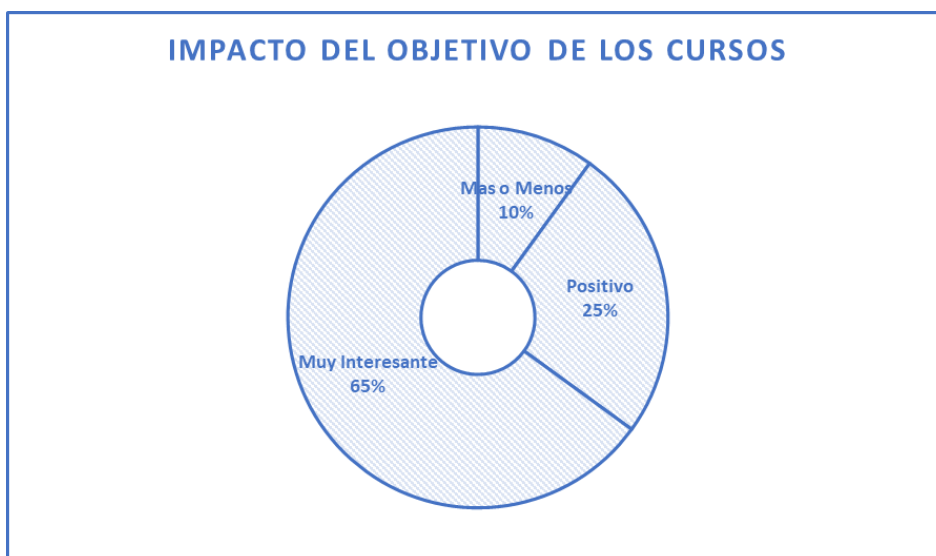 IMPACTO DEL OBJETIVO DE LOS CURSOS
Mas o Menos
10%
Positivo
25%
Muy Interesante
65%